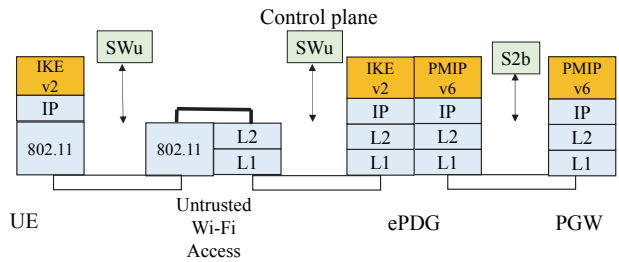 Control plane
SWu
SWu
S2b
IKE
v2
IP
802.11
802.11
L2
L1
IKE
v2
IP
L2
L1
PMIP
v6
IP
L2
L1
PMIP
v6
IP
L2
L1
UE
Untrusted
Wi-Fi
Access
ePDG
PGW